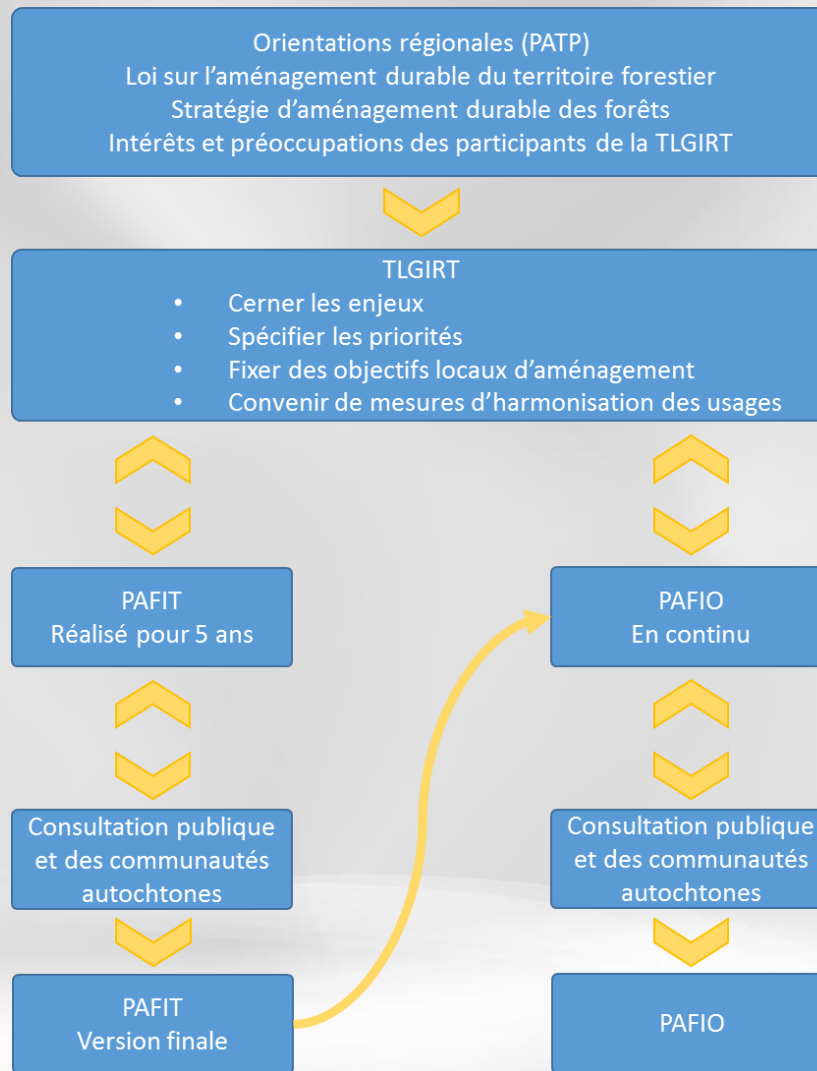 Orientations régionales (PATP)
Loi sur l’aménagement durable du territoire forestier
Stratégie d’aménagement durable des forêts
Intérêts et préoccupations des participants de la TLGIRT
TLGIRT
• Cerner les enjeux
• Spécifier les priorités
• Fixer des objectifs locaux d’aménagement
• Convenir de mesures d’harmonisation des usages
PAFIT
Réalisé pour 5 ans
PAFIO
En continu
Consultation publique
et des communautés
autochtones
Consultation publique
et des communautés
autochtones
PAFIT
Version finale
PAFIO